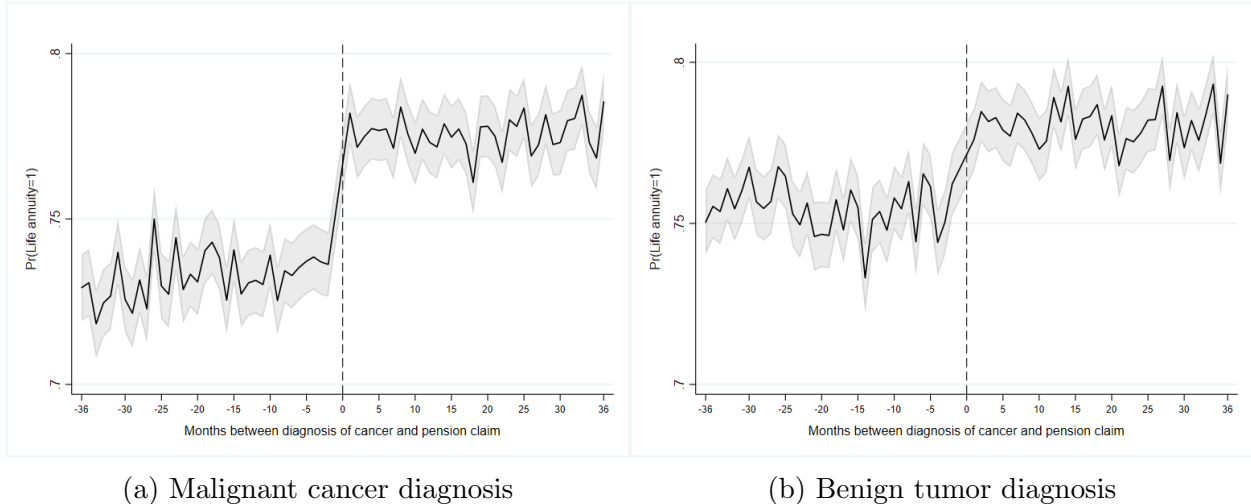 .8
.75
.7
Pr(Life annuity=1)
-36 -30 -25 -20 -15 -10 -5 0 5 10 15 20 25 30 36
Months between diagnosis of cancer and pension claim
(a) Malignant cancer diagnosis
.8
.75
.7
Pr(Life annuity=1)
-36 -30 -25 -20 -15 -10 -5 0 5 10 15 20 25 30 36
Months between diagnosis of cancer and pension claim
(b) Benign tumor diagnosis